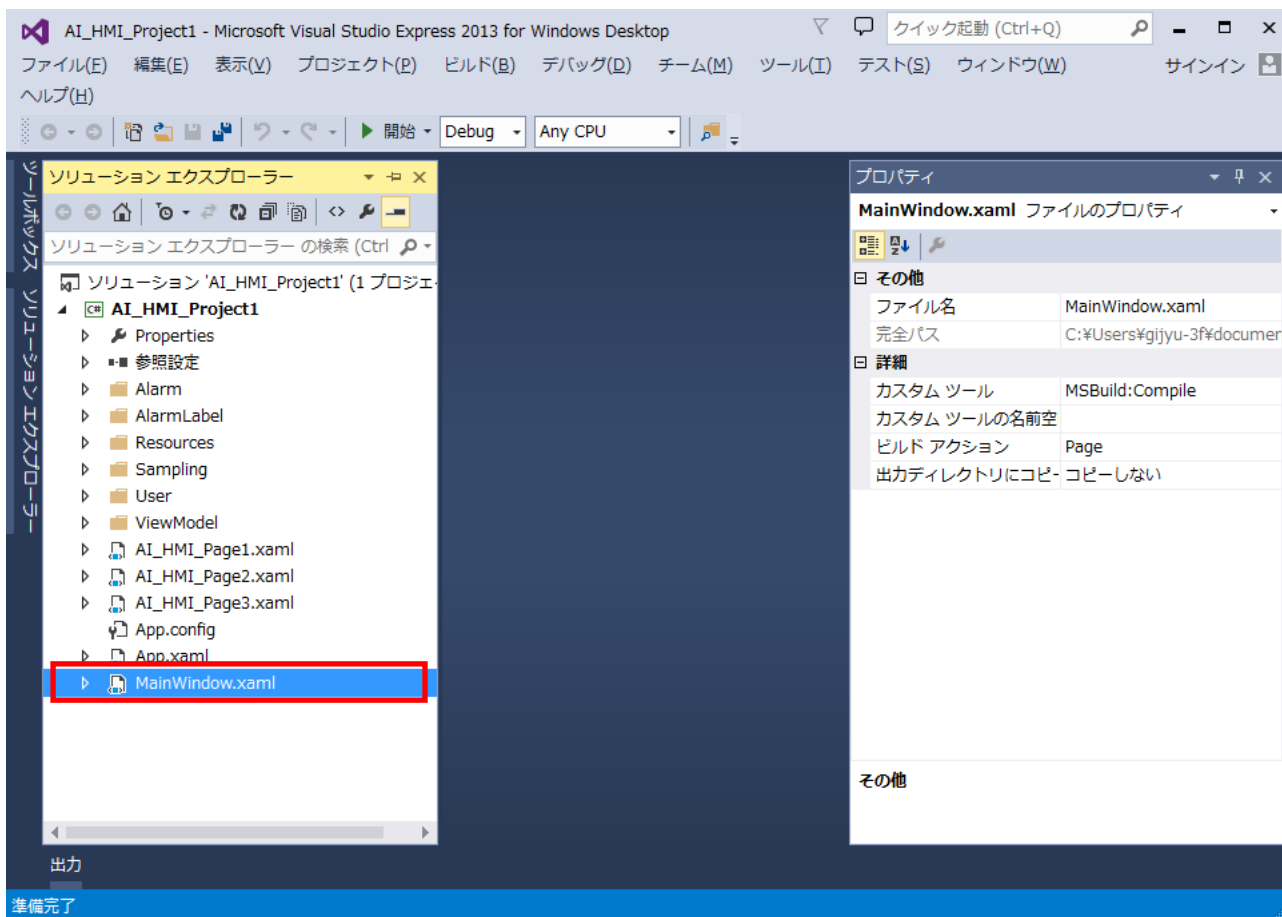 AI_HMI_Project1 - Microsoft Visual Studio Express 2013 for Windows Desktop
クイック起動 (Ctrl+Q)
ファイル(F) 編集(E) 表示(V) プロジェクト(P) ビルド(B) デバッグ(D) チーム(M) ツール(T) テスト(S) ウィンドウ(W) サインイン
ヘルプ(H)
開始 Debug Any CPU
ツールボックス
ソリューション エクスプローラー
ソリューション エクスプローラー
ソリューション エクスプローラー の検索 (Ctrl
ソリューション 'AI_HMI_Project1' (1 プロジェ
C# AI_HMI_Project1
Properties
参照設定
Alarm
AlarmLabel
Resources
Sampling
User
ViewModel
AI_HMI_Page1.xaml
AI_HMI_Page2.xaml
AI_HMI_Page3.xaml
App.config
App.xaml
MainWindow.xaml
プロパティ
MainWindow.xaml ファイルのプロパティ
その他
ファイル名 MainWindow.xaml
完全パス C:¥Users¥gijyu-3f¥documer
詳細
カスタム ツール MSBuild:Compile
カスタム ツールの名前空
ビルド アクション Page
出力ディレクトリにコピー コピーしない
その他
出力
準備完了